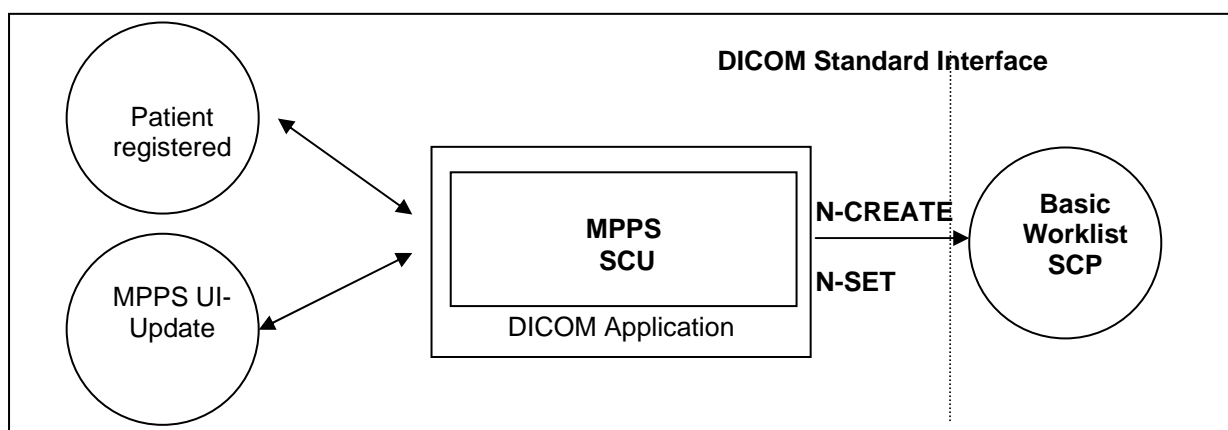 DICOM Standard Interface
Patient
registered
MPPS UI-
Update
MPPS
SCU
DICOM Application
N-CREATE
N-SET
Basic
Worklist
SCP